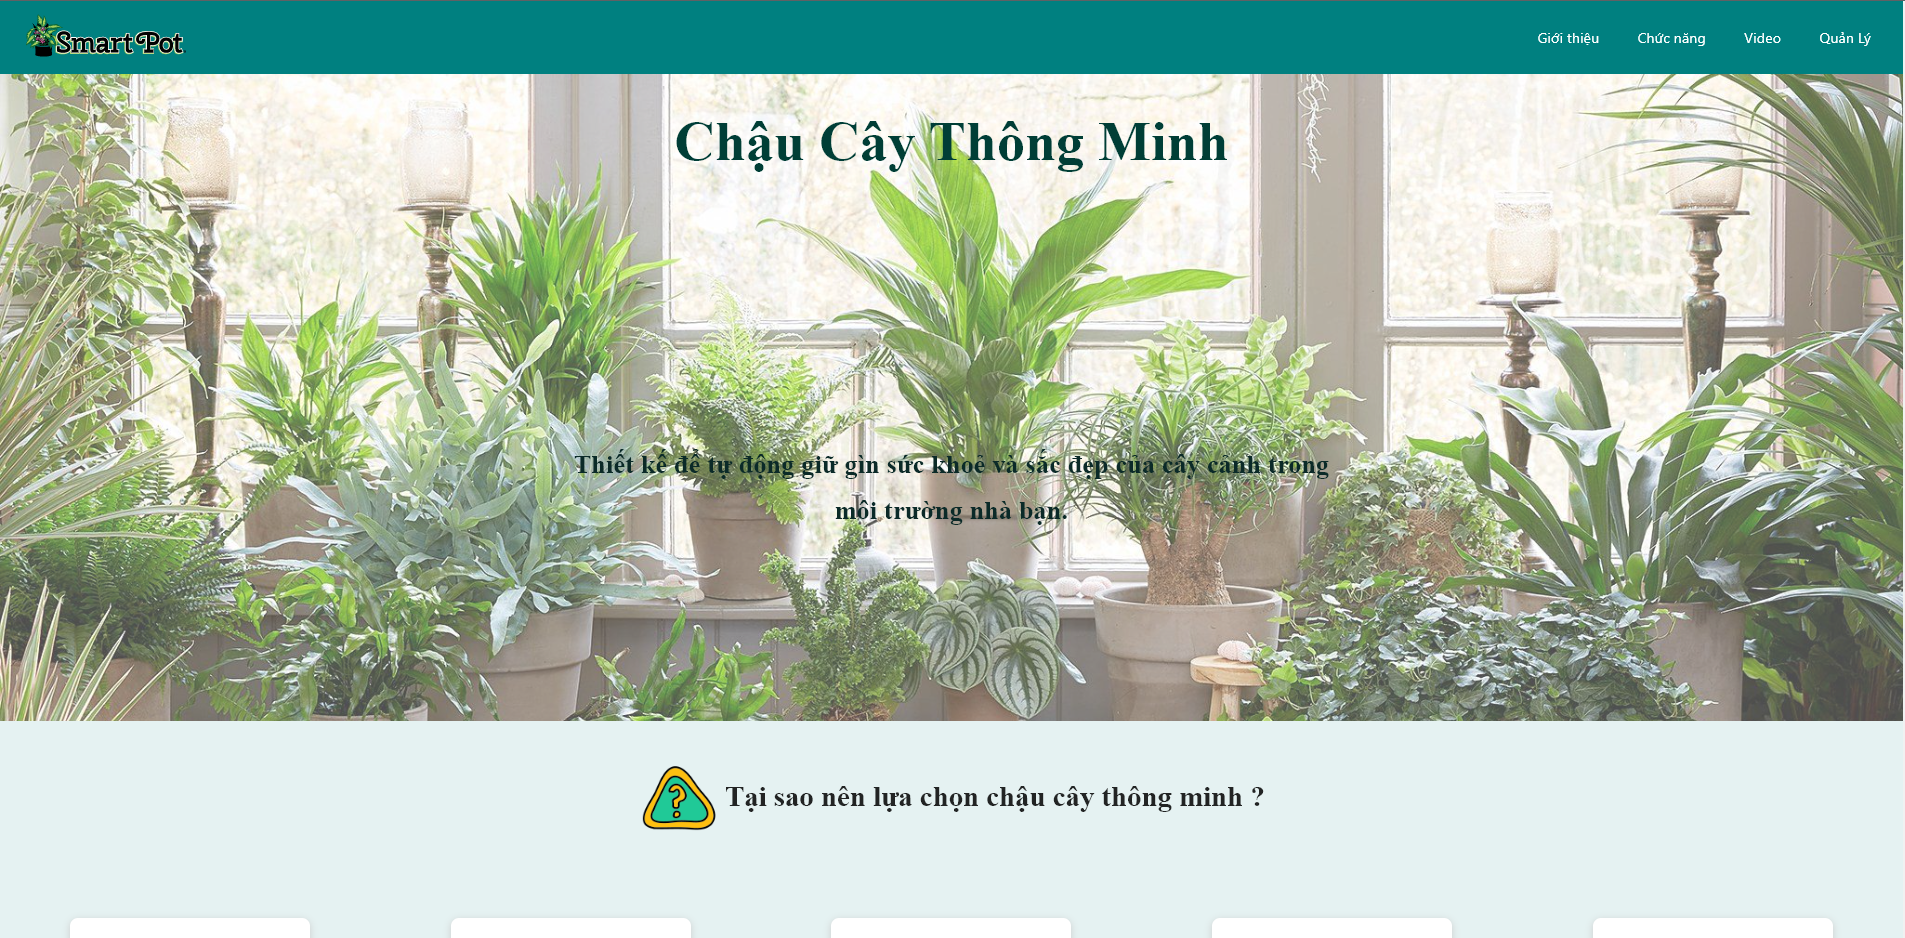 Smart Pot
Giới thiệu
Chức năng
Video
Quản Lý
Chậu Cây Thông Minh
Thiết kế để tự động giữ gìn sức khoẻ và sắc đẹp của cây cảnh trong
môi trường nhà bạn.
?
Tại sao nên lựa chọn chậu cây thông minh ?